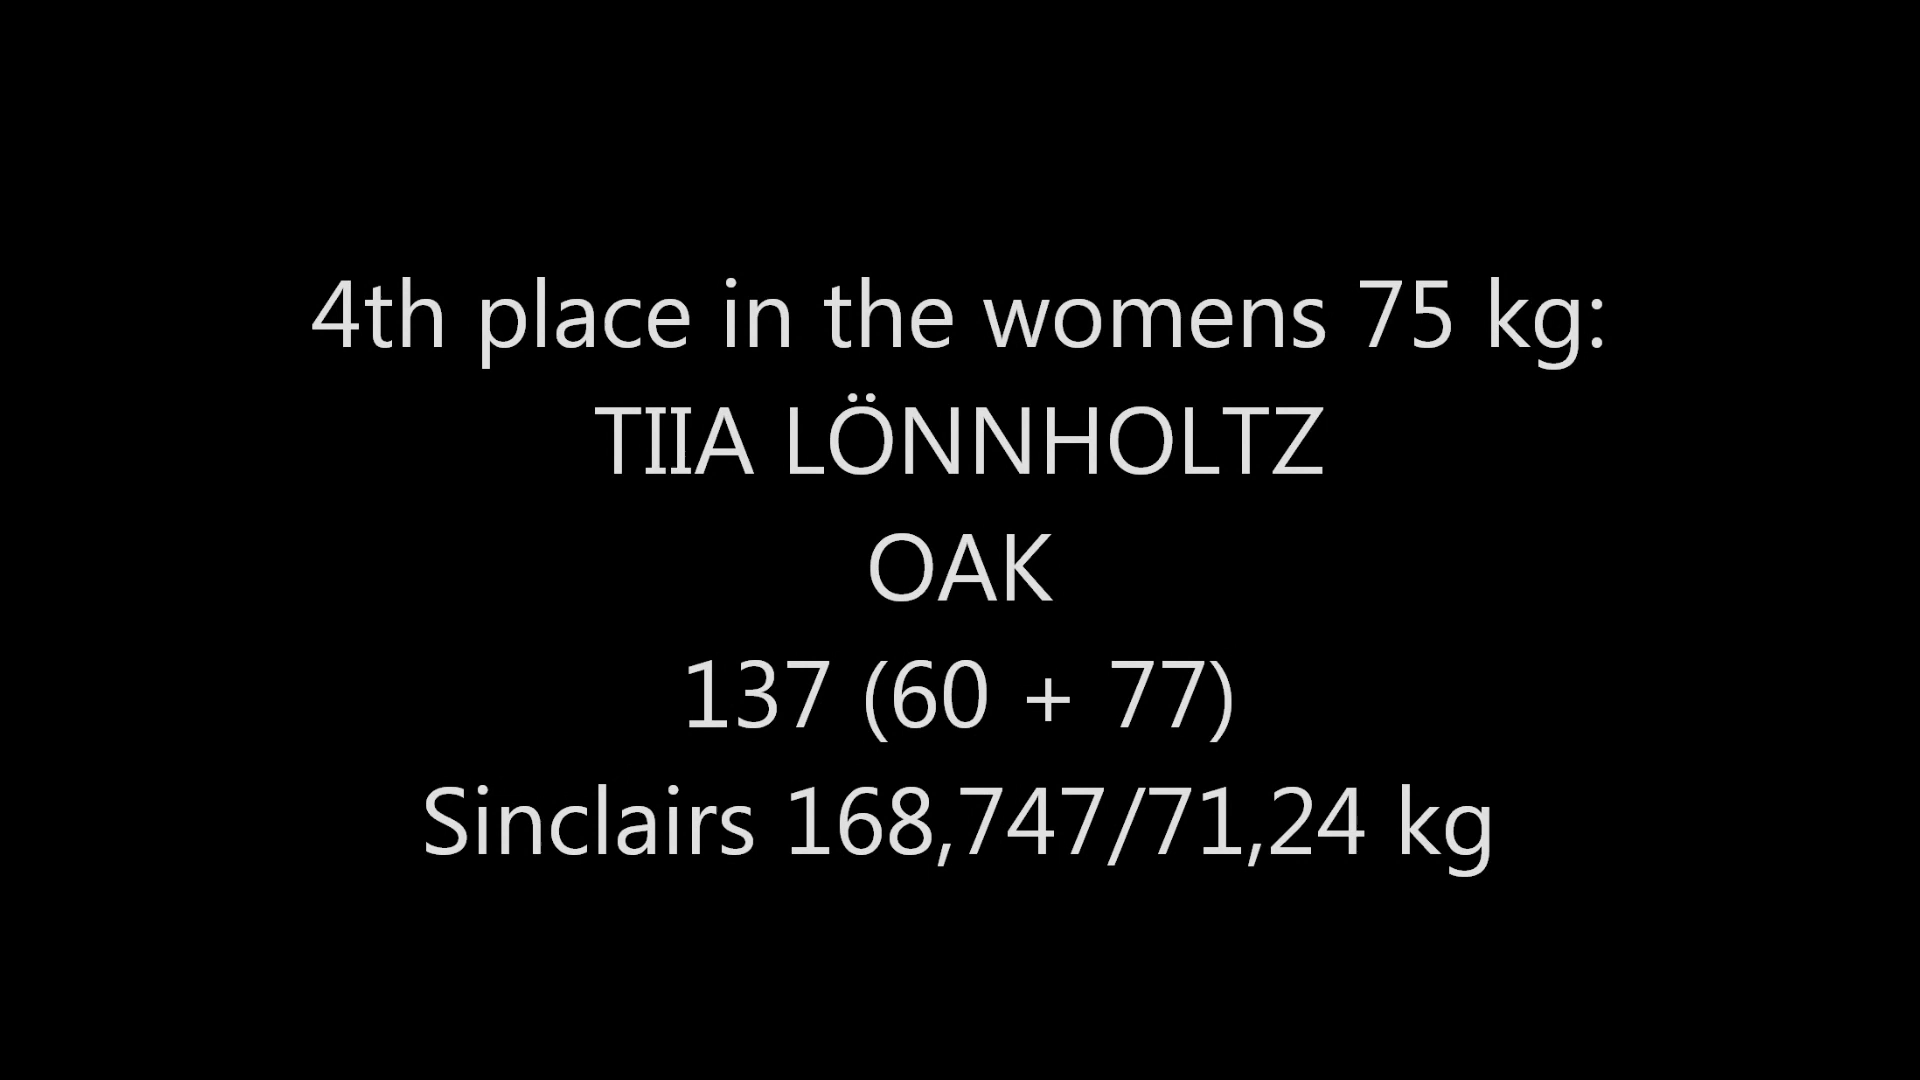 4th place in the womens 75 kg:
TIIA LÖNNHOLTZ
OAK
137 (60 + 77)
Sinclairs 168,747/71,24 kg